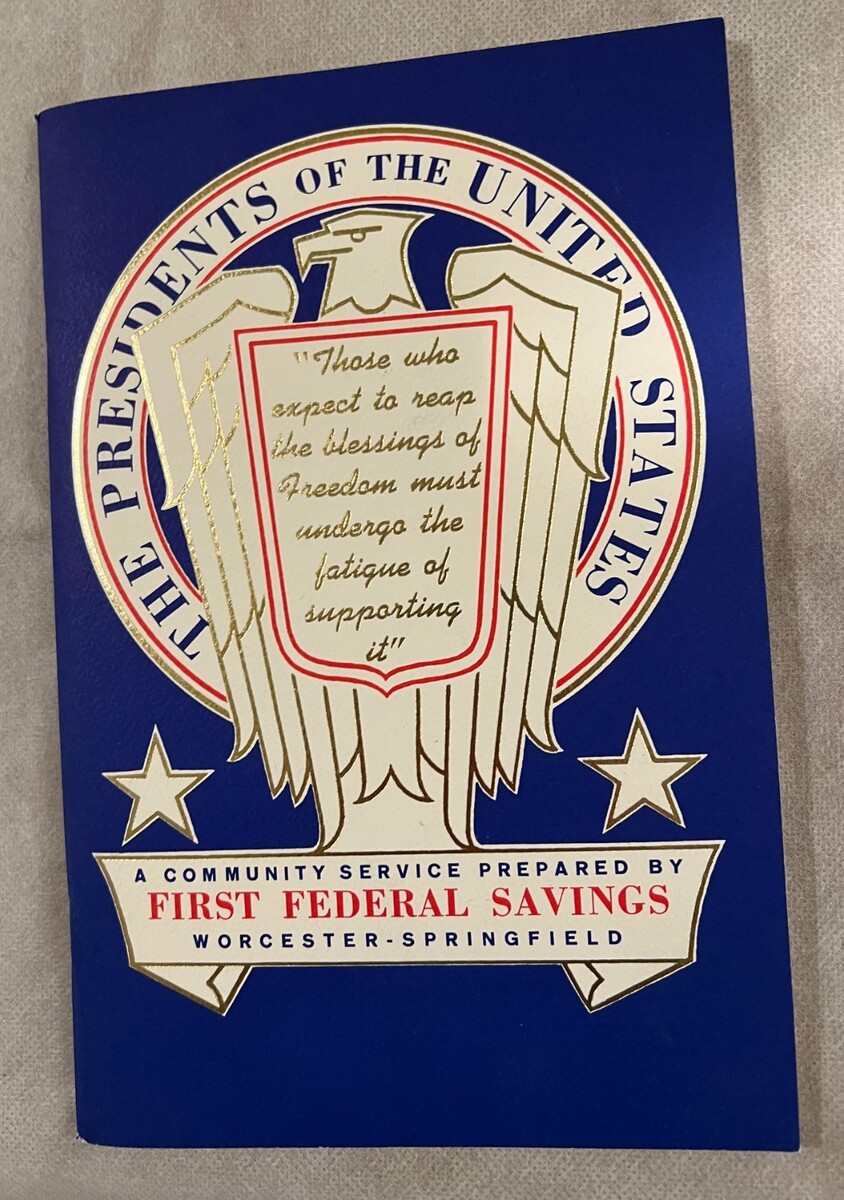 THE PRESIDENTS OF THE UNITED STATES
"Those who
expect to reap
the blessings of
Freedom must
undergo the
fatigue of
supporting
it"
A COMMUNITY SERVICE PREPARED BY
FIRST FEDERAL SAVINGS
WORCESTER-SPRINGFIELD